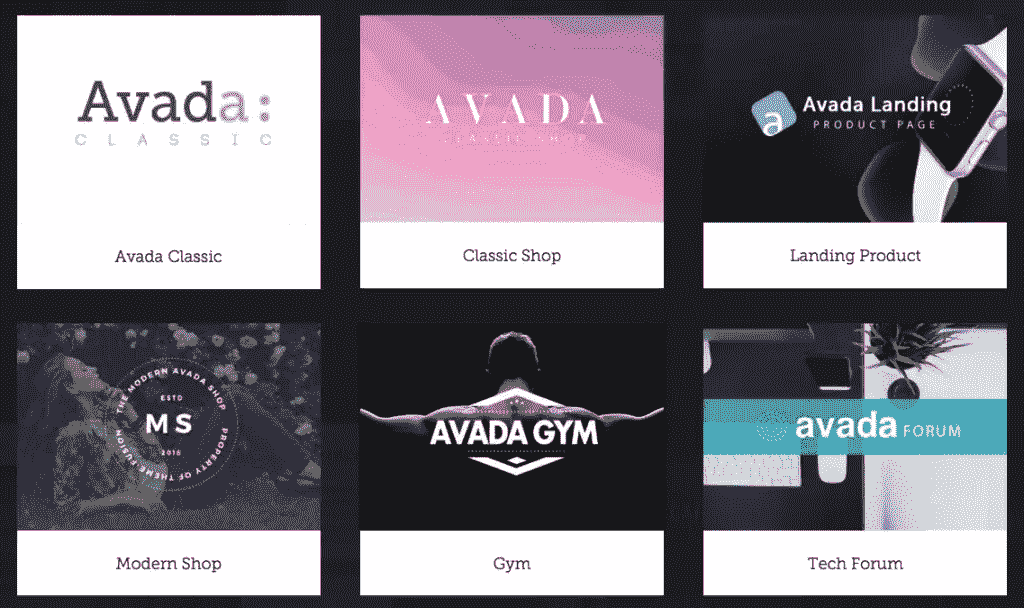 Avada:
CLASSIC
AVADA
CLASSIC SHOP
a
Avada Landing
PRODUCT PAGE
Avada Classic
Classic Shop
Landing Product
THE MODERN AVADA SHOP
ESTD
MS
2016
PROPERTY OF THEME FUSION
AVADA GYM
avada FORUM
Modern Shop
Gym
Tech Forum